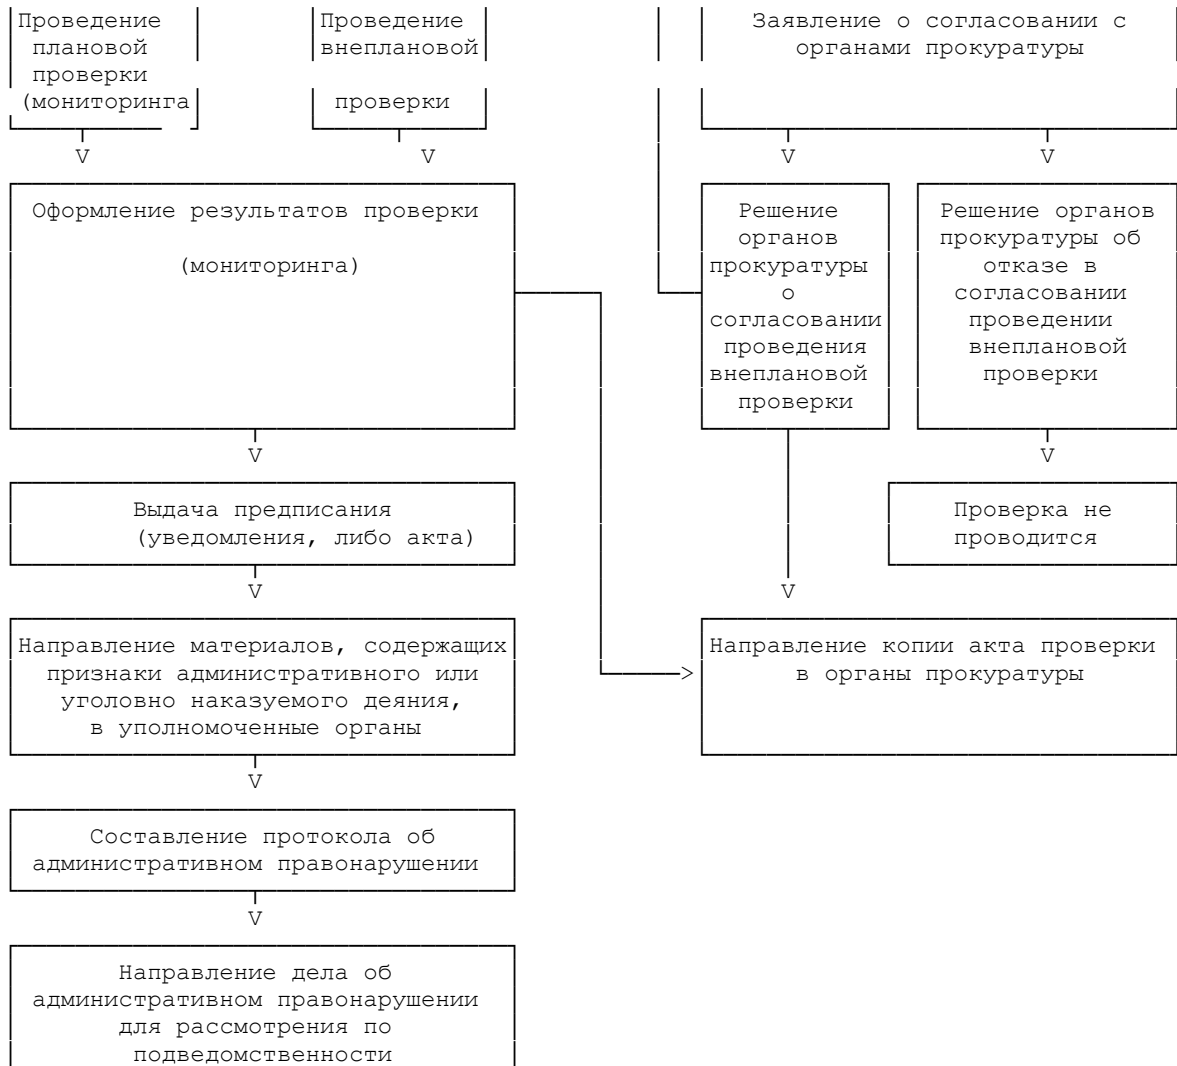 Проведение
плановой
проверки
(мониторинга
Проведение
внеплановой
проверки
Заявление о согласовании с
органами прокуратуры
V
V
V
V
Оформление результатов проверки
(мониторинга)
Решение
органов
прокуратуры
о
согласовании
проведения
внеплановой
проверки
Решение органов
прокуратуры об
отказе в
согласовании
проведении
внеплановой
проверки
V
V
Выдача предписания
(уведомления, либо акта)
Проверка не
проводится
V
V
Направление материалов, содержащих
признаки административного или
уголовно наказуемого деяния,
в уполномоченные органы
>
Направление копии акта проверки
в органы прокуратуры
V
Составление протокола об
административном правонарушении
V
Направление дела об
административном правонарушении
для рассмотрения по
подведомственности